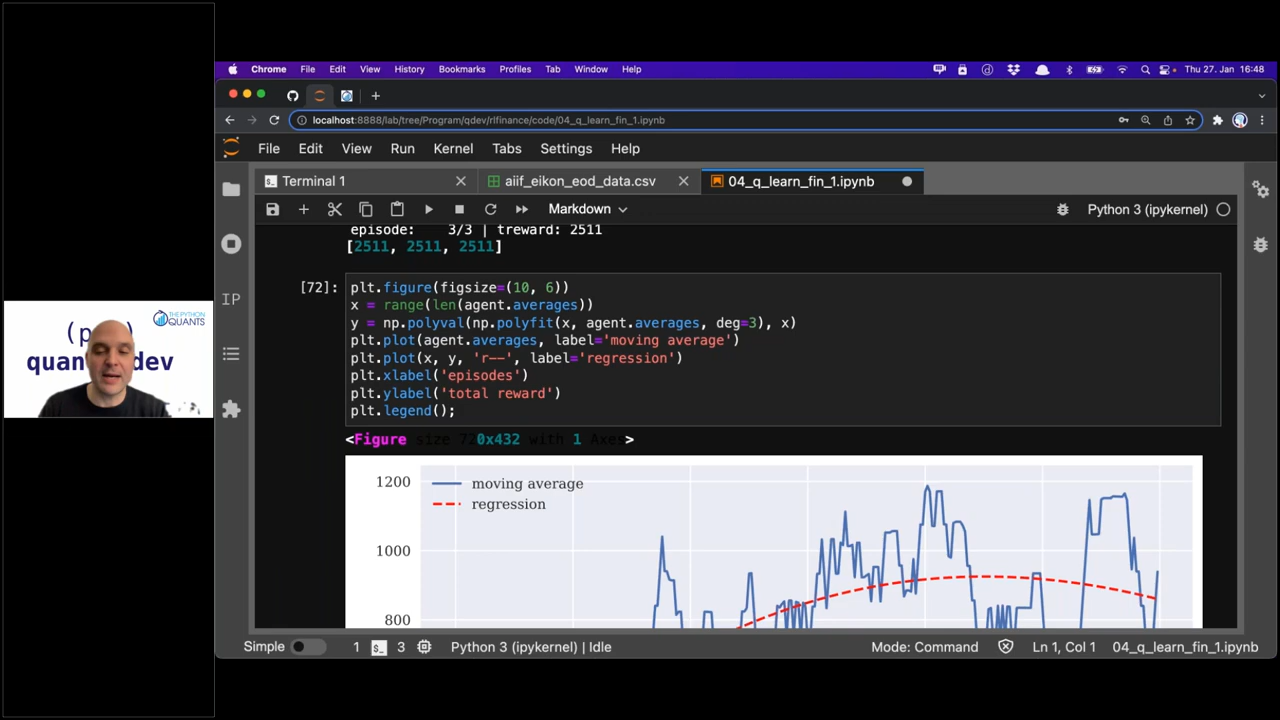 Chrome File Edit View History Bookmarks Profiles Tab Window Help Thu 27. Jan 16:48
localhost:8888/lab/tree/Program/qdev/rlfinance/code/04_q_learn_fin_1.ipynb
File Edit View Run Kernel Tabs Settings Help
Terminal 1 aiif_eikon_eod_data.csv 04_q_learn_fin_1.ipynb
Markdown Python 3 (ipykernel)
episode: 3/3 | treward: 2511
[2511, 2511, 2511]
[72]: plt.figure(figsize=(10, 6))
x = range(len(agent.averages))
y = np.polyval(np.polyfit(x, agent.averages, deg=3), x)
plt.plot(agent.averages, label='moving average')
plt.plot(x, y, 'r--', label='regression')
plt.xlabel('episodes')
plt.ylabel('total reward')
plt.legend();
<Figure size 720x432 with 1 Axes>
1200
moving average
regression
1000
800
IP
THE PYTHON
QUANTS
Simple 1 3 Python 3 (ipykernel) | Idle Mode: Command Ln 1, Col 1 04_q_learn_fin_1.ipynb